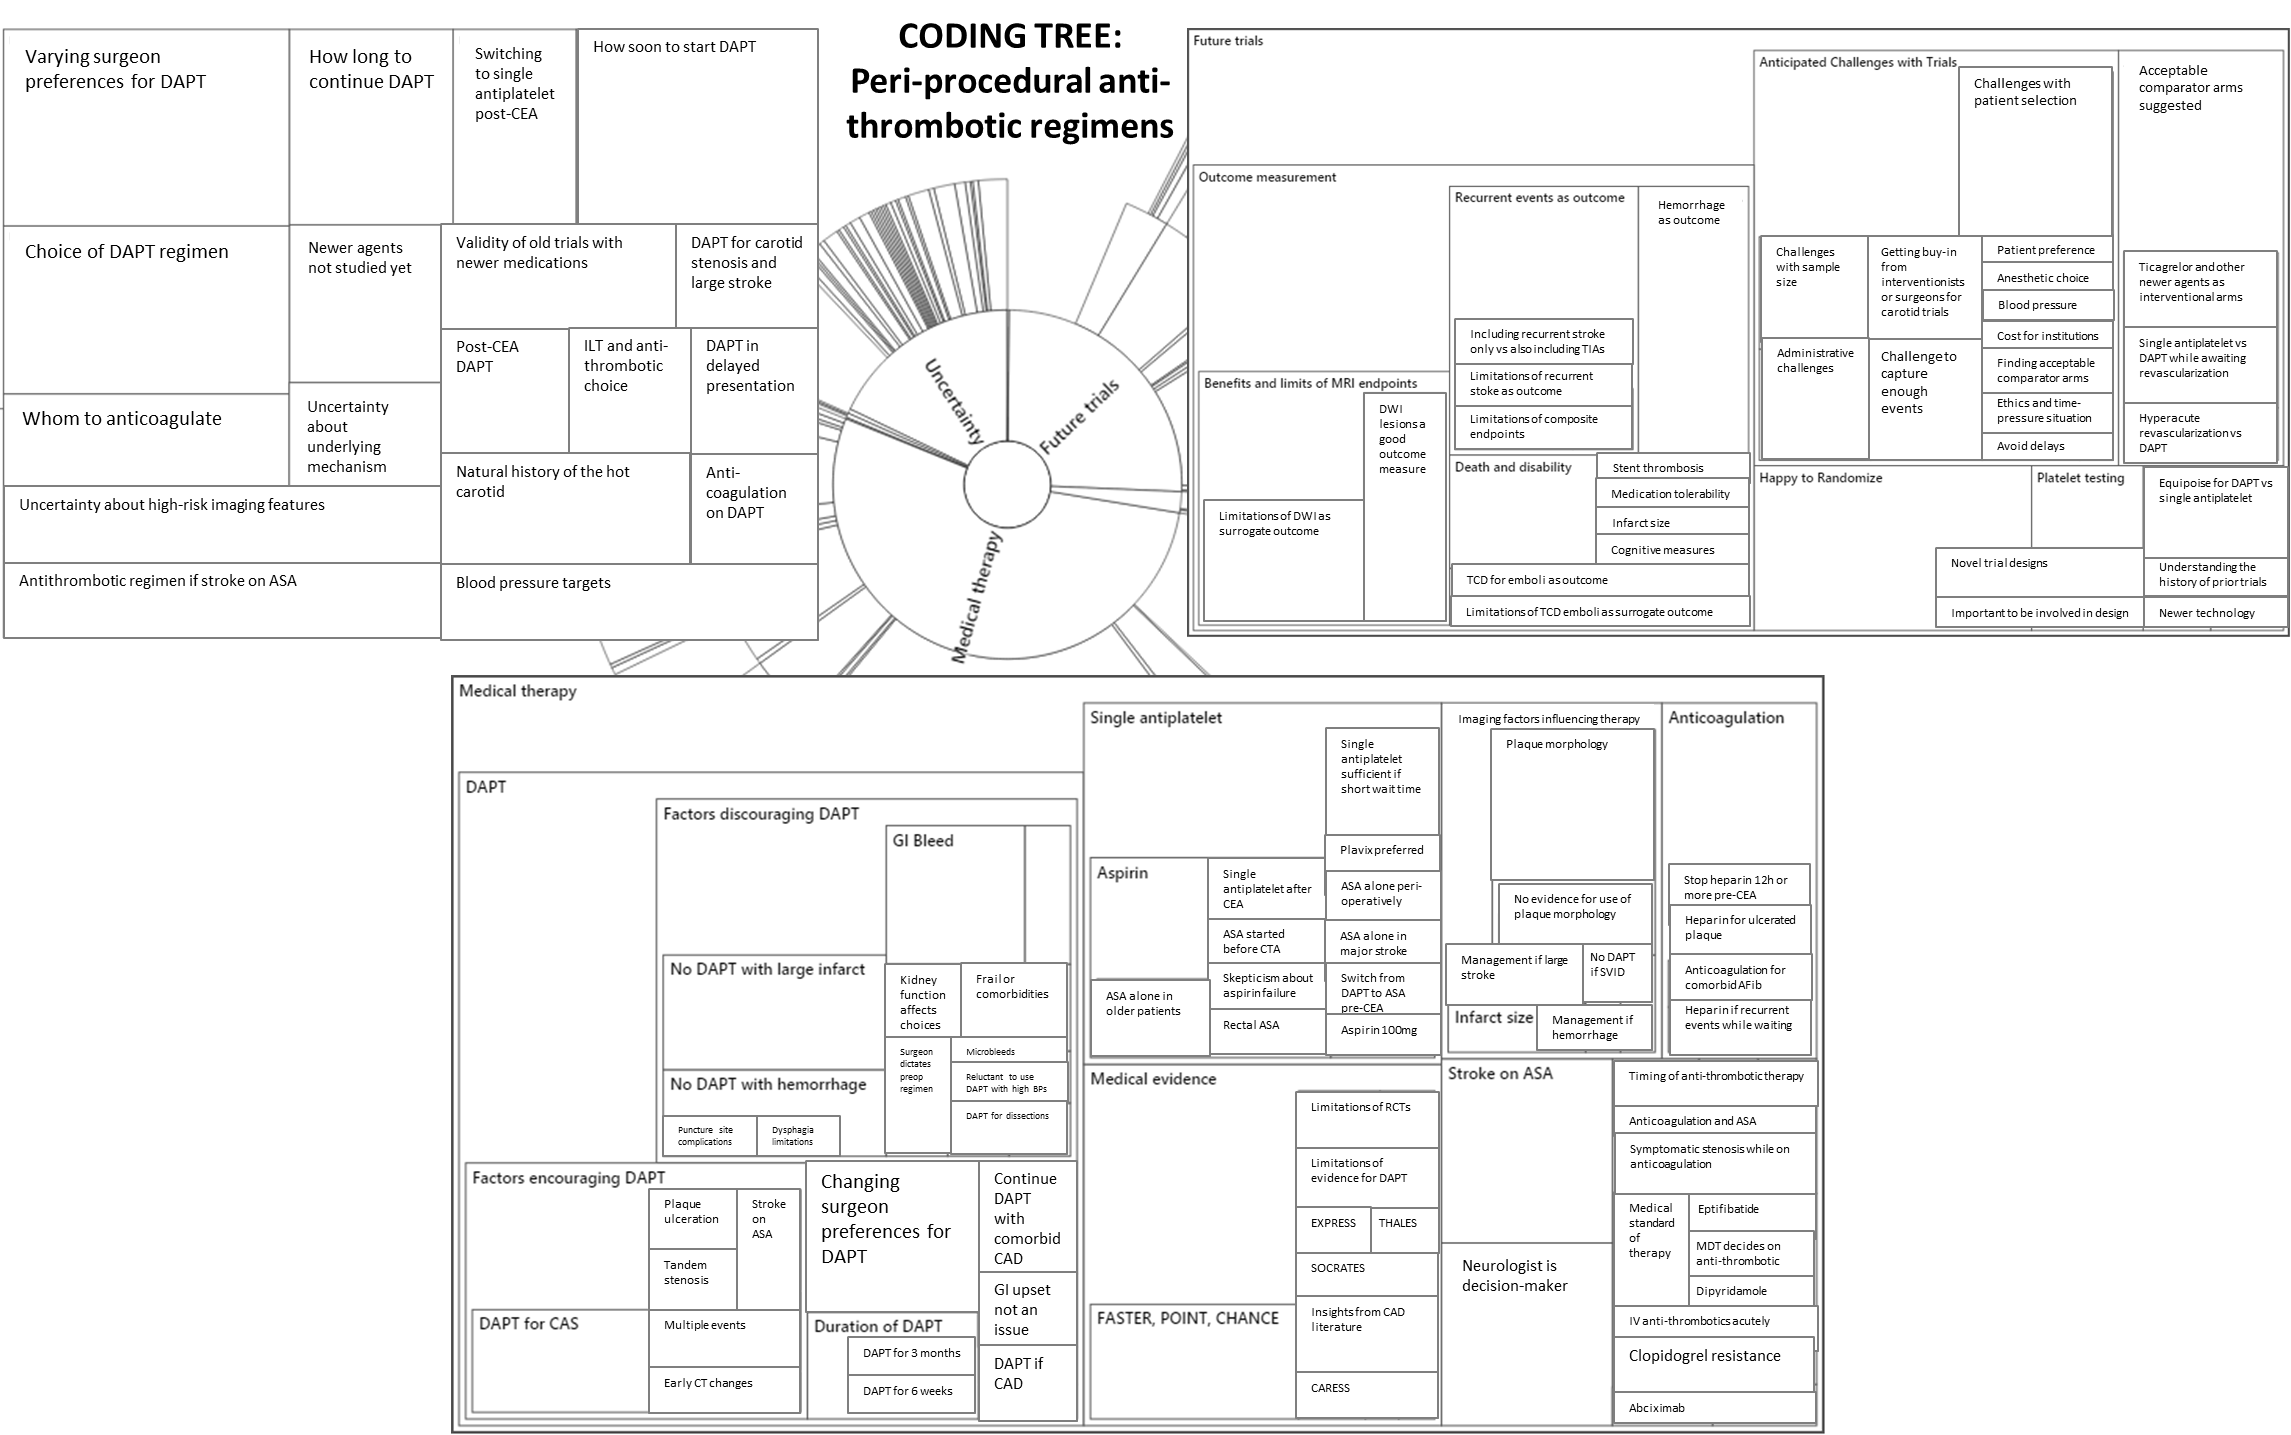 CODING TREE:
Peri-procedural anti-
thrombotic regimens
Varying surgeon
preferences for DAPT
How long to
continue DAPT
Switching
to single
antiplatelet
post-CEA
How soon to start DAPT
Choice of DAPT regimen
Newer agents
not studied yet
Validity of old trials with
newer medications
DAPT for carotid
stenosis and
large stroke
Post-CEA
DAPT
ILT and anti-
thrombotic
choice
DAPT in
delayed
presentation
Whom to anticoagulate
Uncertainty
about
underlying
mechanism
Natural history of the hot
carotid
Anti-
coagulation
on DAPT
Uncertainty about high-risk imaging features
Antithrombotic regimen if stroke on ASA
Blood pressure targets
Uncertainty
Future trials
Medical therapy
Future trials
Outcome measurement
Recurrent events as outcome
Hemorrhage
as outcome
Including recurrent stroke
only vs also including TIAs
Limitations of recurrent
stoke as outcome
Limitations of composite
endpoints
Benefits and limits of MRI endpoints
DWI
lesions a
good
outcome
measure
Limitations of DWI as
surrogate outcome
Death and disability
Stent thrombosis
Medication tolerability
Infarct size
Cognitive measures
TCD for emboli as outcome
Limitations of TCD emboli as surrogate outcome
Anticipated Challenges with Trials
Challenges with
patient selection
Challenges
with sample
size
Getting buy-in
from
interventionists
or surgeons for
carotid trials
Patient preference
Anesthetic choice
Blood pressure
Cost for institutions
Finding acceptable
comparator arms
Ethics and time-
pressure situation
Avoid delays
Administrative
challenges
Challenge to
capture
enough
events
Acceptable
comparator arms
suggested
Ticagrelor and other
newer agents as
interventional arms
Single antiplatelet vs
DAPT while awaiting
revascularization
Hyperacute
revascularization vs
DAPT
Happy to Randomize
Platelet testing
Equipoise for DAPT vs
single antiplatelet
Novel trial designs
Understanding the
history of prior trials
Important to be involved in design
Newer technology
Medical therapy
DAPT
Factors discouraging DAPT
GI Bleed
No DAPT with large infarct
Kidney
function
affects
choices
Frail or
comorbidities
Surgeon
dictates
preop
regimen
Microbleeds
Reluctant to use
DAPT with high BPs
DAPT for dissections
No DAPT with hemorrhage
Puncture site
complications
Dysphagia
limitations
Factors encouraging DAPT
Plaque
ulceration
Stroke
on
ASA
Tandem
stenosis
DAPT for CAS
Multiple events
Early CT changes
Changing
surgeon
preferences for
DAPT
Duration of DAPT
DAPT for 3 months
DAPT for 6 weeks
Continue
DAPT
with
comorbid
CAD
GI upset
not an
issue
DAPT if
CAD
Single antiplatelet
Single
antiplatelet
sufficient if
short wait time
Plavix preferred
Aspirin
Single
antiplatelet after
CEA
ASA alone peri-
operatively
ASA started
before CTA
ASA alone in
major stroke
ASA alone in
older patients
Skepticism about
aspirin failure
Switch from
DAPT to ASA
pre-CEA
Rectal ASA
Aspirin 100mg
Imaging factors influencing therapy
Plaque morphology
No evidence for use of
plaque morphology
Management if large
stroke
No DAPT
if SVID
Infarct size
Management if
hemorrhage
Anticoagulation
Stop heparin 12h or
more pre-CEA
Heparin for ulcerated
plaque
Anticoagulation for
comorbid AFib
Heparin if recurrent
events while waiting
Medical evidence
Limitations of RCTs
Limitations of
evidence for DAPT
EXPRESS
THALES
SOCRATES
FASTER, POINT, CHANCE
Insights from CAD
literature
CARESS
Stroke on ASA
Neurologist is
decision-maker
Timing of anti-thrombotic therapy
Anticoagulation and ASA
Symptomatic stenosis while on
anticoagulation
Medical
standard
of
therapy
Eptifibatide
MDT decides on
anti-thrombotic
Dipyridamole
IV anti-thrombotics acutely
Clopidogrel resistance
Abciximab